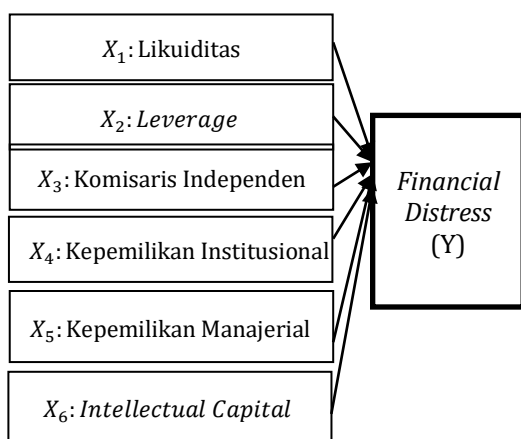 X₁: Likuiditas
X₂: Leverage
X₃: Komisaris Independen
X₄: Kepemilikan Institusional
X₅: Kepemilikan Manajerial
X₆: Intellectual Capital
Financial
Distress
(Y)